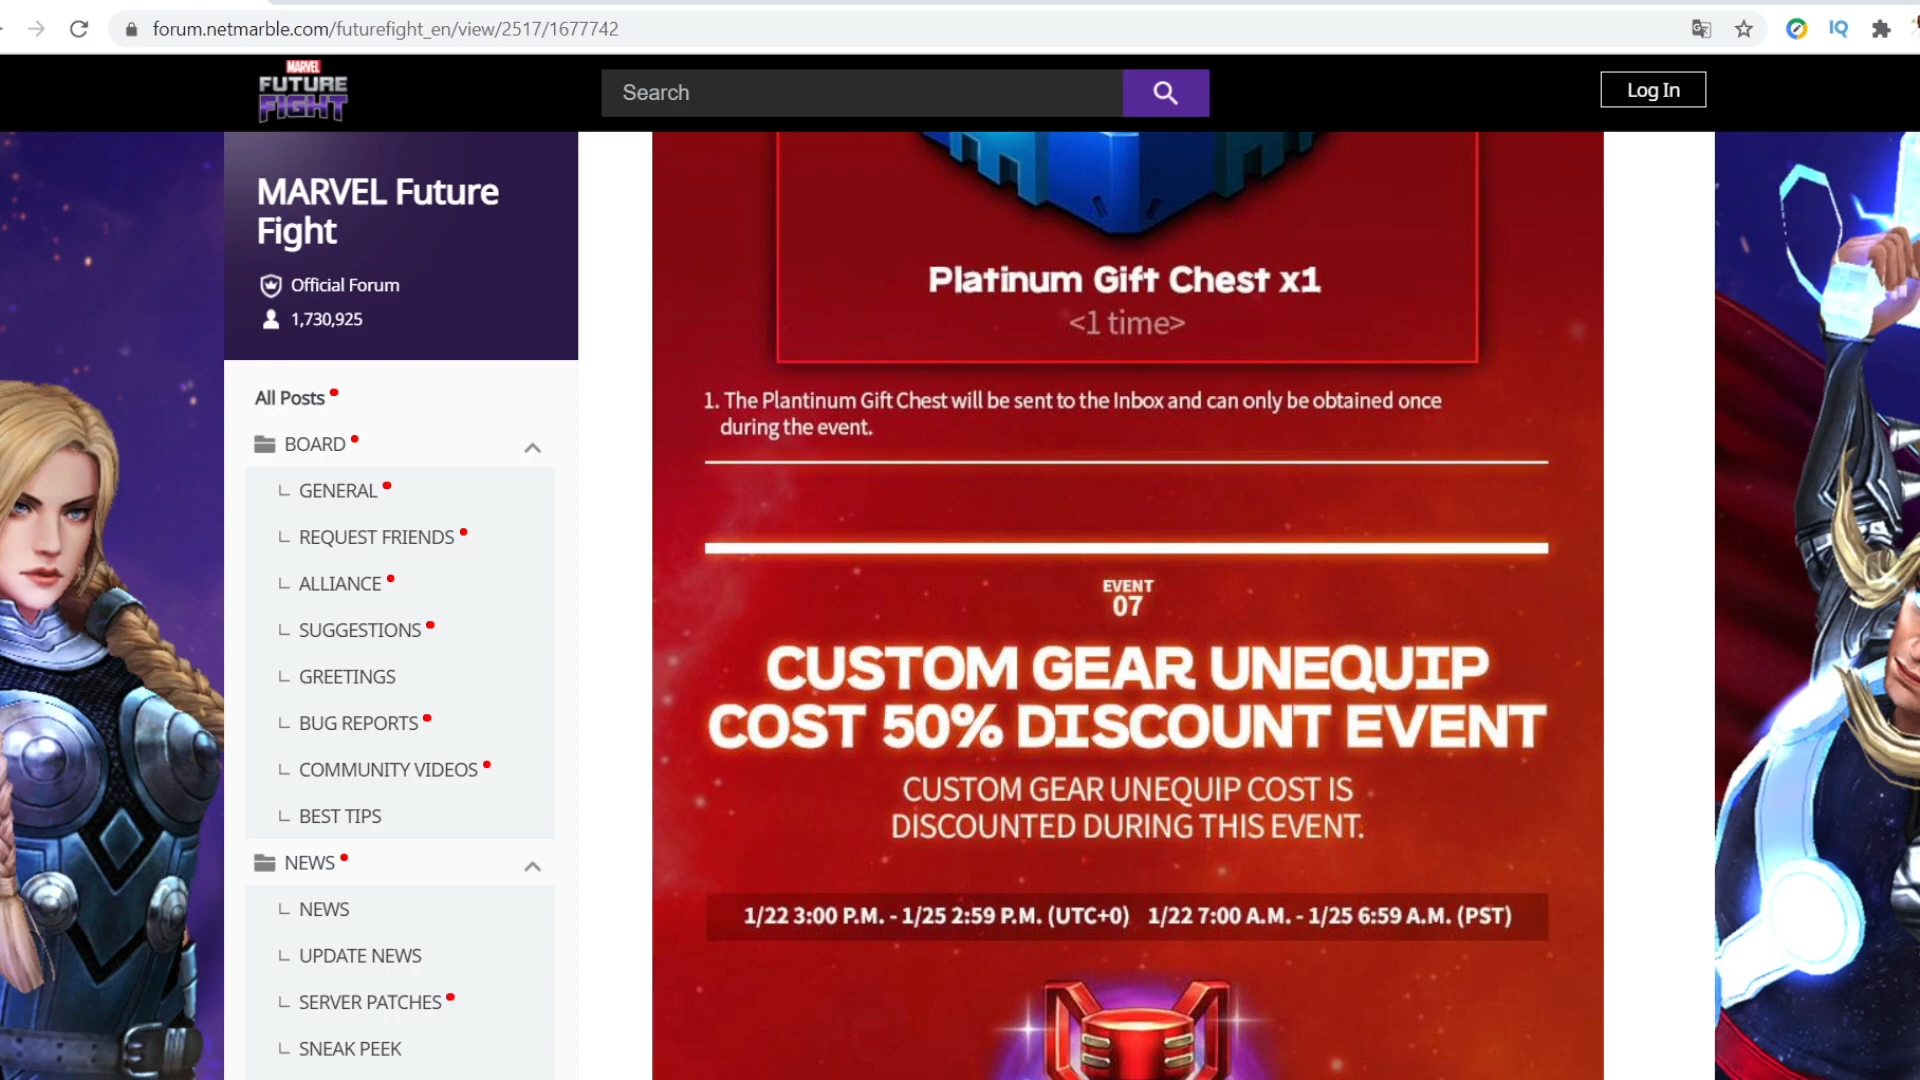 forum.netmarble.com/futurefight_en/view/2517/1677742
IQ
MARVEL
FUTURE
FIGHT
Search
Log In
MARVEL Future
Fight
Official Forum
1,730,925
All Posts
BOARD
GENERAL
REQUEST FRIENDS
ALLIANCE
SUGGESTIONS
GREETINGS
BUG REPORTS
COMMUNITY VIDEOS
BEST TIPS
NEWS
NEWS
UPDATE NEWS
SERVER PATCHES
SNEAK PEEK
Platinum Gift Chest x1
<1 time>
1. The Plantinum Gift Chest will be sent to the Inbox and can only be obtained once
during the event.
EVENT
07
CUSTOM GEAR UNEQUIP
COST 50% DISCOUNT EVENT
CUSTOM GEAR UNEQUIP COST IS
DISCOUNTED DURING THIS EVENT.
1/22 3:00 P.M. - 1/25 2:59 P.M. (UTC+0) 1/22 7:00 A.M. - 1/25 6:59 A.M. (PST)